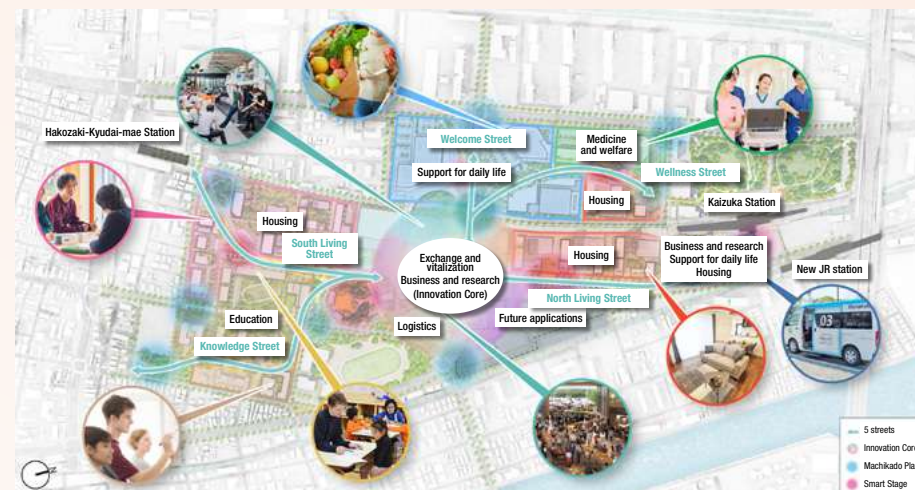 Hakozaki-Kyudai-mae Station
Welcome Street
Support for daily life
Medicine
and welfare
Wellness Street
Housing
Kaizuka Station
Housing
South Living
Street
Exchange and
vitalization
Business and research
(Innovation Core)
Housing
Business and research
Support for daily life
Housing
New JR station
North Living Street
Future applications
Logistics
Education
Knowledge Street
03
5 streets
Innovation Core
Machikado Pla
Smart Stage